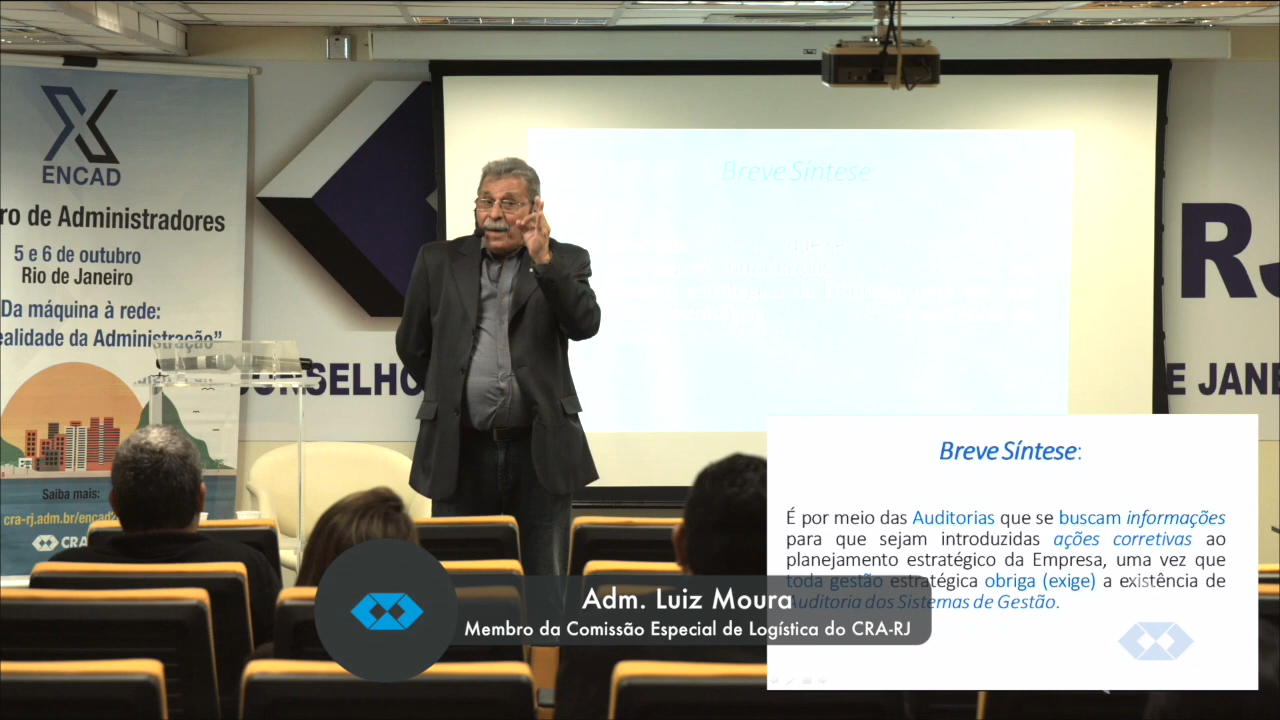 X
ENCAD
ro de Administradores
5 e 6 de outubro
Rio de Janeiro
Da máquina à rede:
ealidade da Administração”
Saiba mais:
cra-rj.adm.br/encad
CRA
RJ
CONSELHO
E JANE
Breve Síntese
Breve Síntese:
É por meio das Auditorias que se buscam informações
para que sejam introduzidas ações corretivas ao
planejamento estratégico da Empresa, uma vez que
toda gestão estratégica obriga (exige) a existência de
Auditoria dos Sistemas de Gestão.
Adm. Luiz Moura
Membro da Comissão Especial de Logística do CRA-RJ